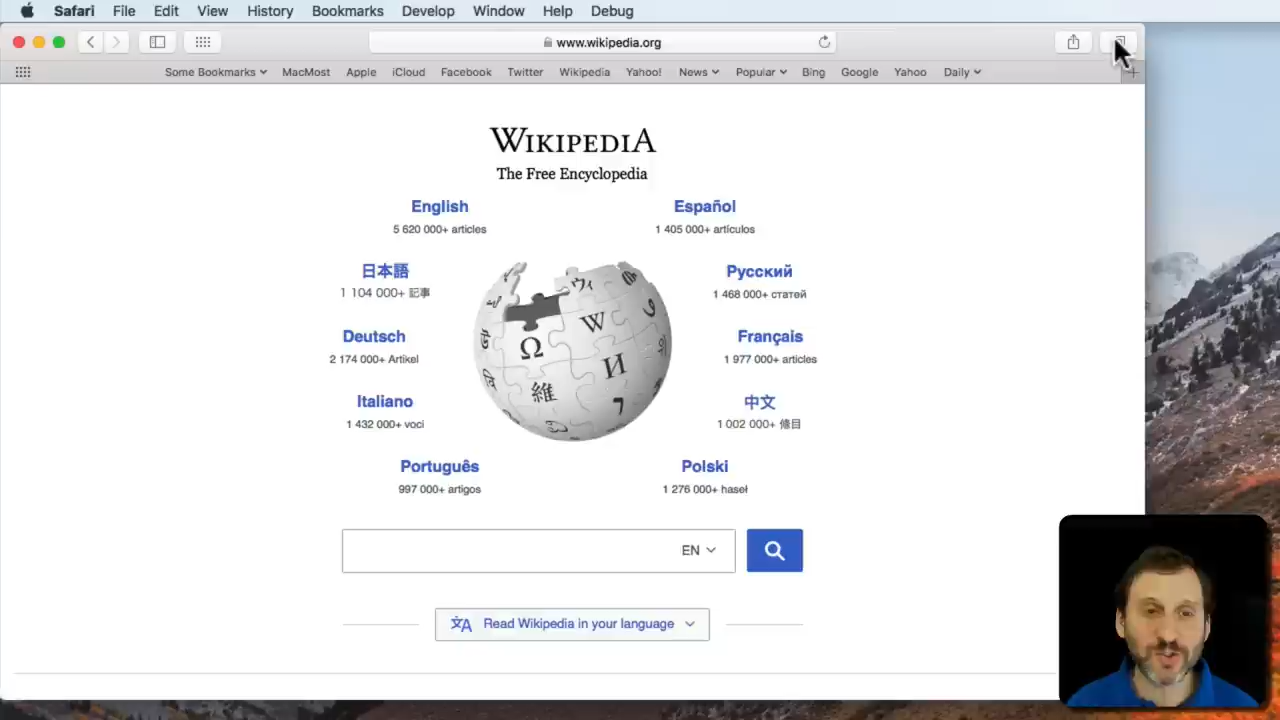 Safari File Edit View History Bookmarks Develop Window Help Debug
www.wikipedia.org
Some Bookmarks MacMost Apple iCloud Facebook Twitter Wikipedia Yahoo! News Popular Bing Google Yahoo Daily
WIKIPEDIA
The Free Encyclopedia
English
5 620 000+ articles
Español
1 405 000+ artículos
日本語
1 104 000+ 記事
Русский
1 468 000+ статей
Deutsch
2 174 000+ Artikel
Français
1 977 000+ articles
Italiano
1 432 000+ voci
中文
1 002 000+ 條目
Português
997 000+ artigos
Polski
1 276 000+ haseł
Ω W И 維 ウィ 7
EN
Read Wikipedia in your language